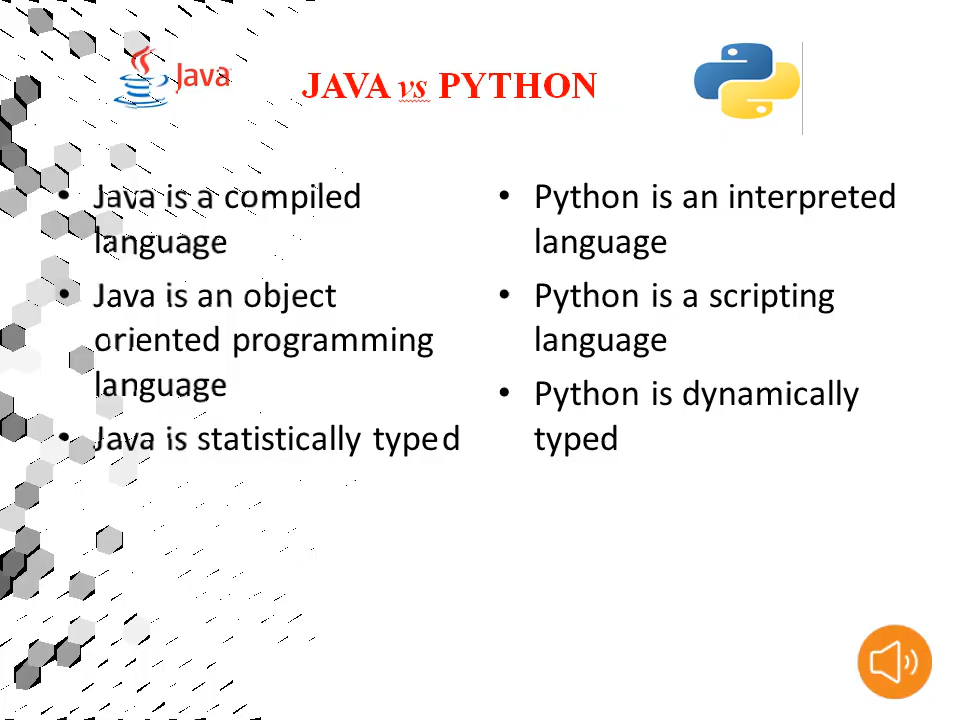 Java
JAVA vs PYTHON
• Java is a compiled
language
• Java is an object
oriented programming
language
• Java is statistically typed
• Python is an interpreted
language
• Python is a scripting
language
• Python is dynamically
typed